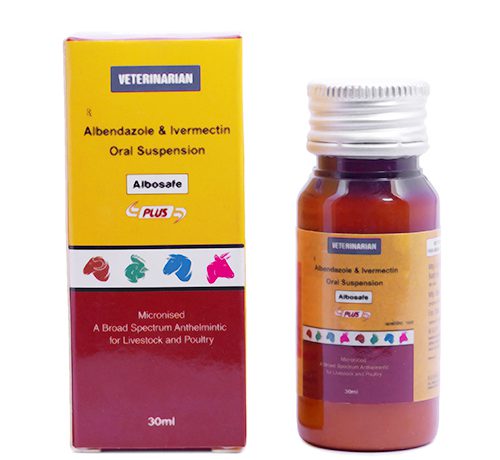 VETERINARIAN
Albendazole & Ivermectin
Oral Suspension
Albosafe
PLUS
Micronised
A Broad Spectrum Anthelmintic
for Livestock and Poultry
30ml
VETERINARIAN
Albendazole & Ivermectin
Oral Suspension
Albosafe
PLUS
Micronised
A Broad Spectrum Anthelmintic
for Livestock and Poultry
30ml